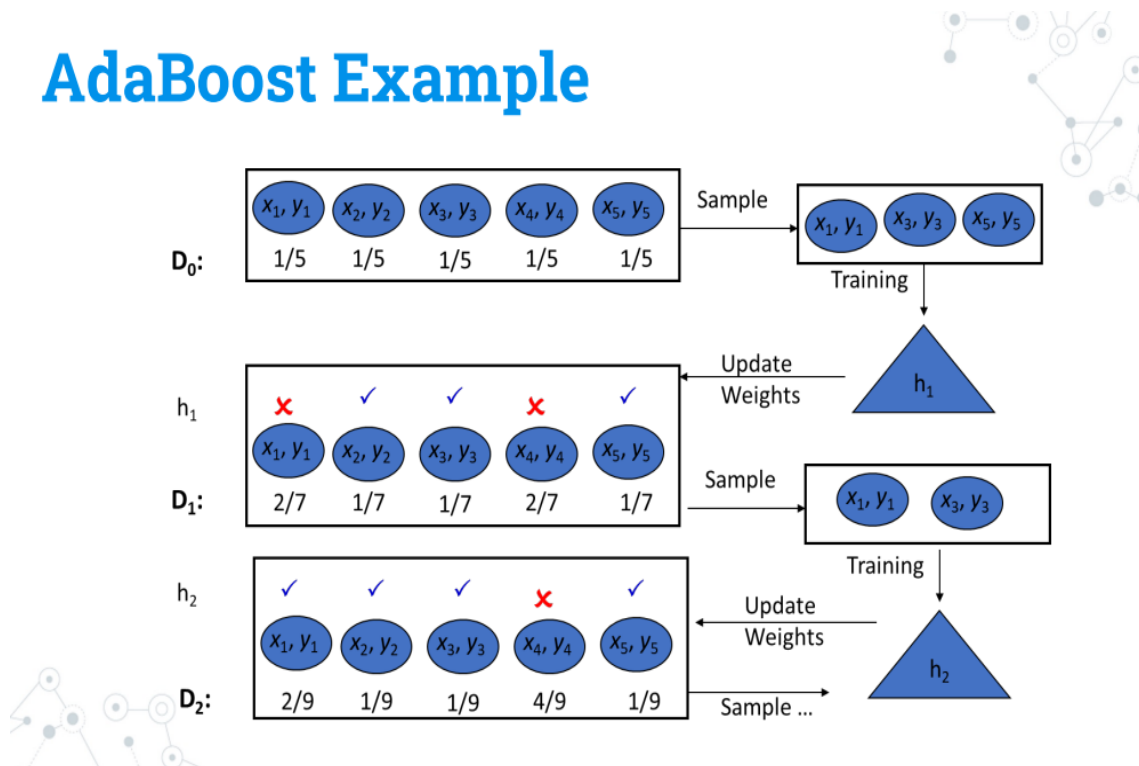 AdaBoost Example
x₁, y₁ x₂, y₂ x₃, y₃ x₄, y₄ x₅, y₅
D₀: 1/5 1/5 1/5 1/5 1/5
Sample
x₁, y₁ x₃, y₃ x₅, y₅
Training
h₁
Update
Weights
h₁ ✘ ✓ ✓ ✘ ✓
x₁, y₁ x₂, y₂ x₃, y₃ x₄, y₄ x₅, y₅
D₁: 2/7 1/7 1/7 2/7 1/7
Sample
x₁, y₁ x₃, y₃
Training
h₂
Update
Weights
h₂ ✓ ✓ ✓ ✘ ✓
x₁, y₁ x₂, y₂ x₃, y₃ x₄, y₄ x₅, y₅
D₂: 2/9 1/9 1/9 4/9 1/9
Sample ...